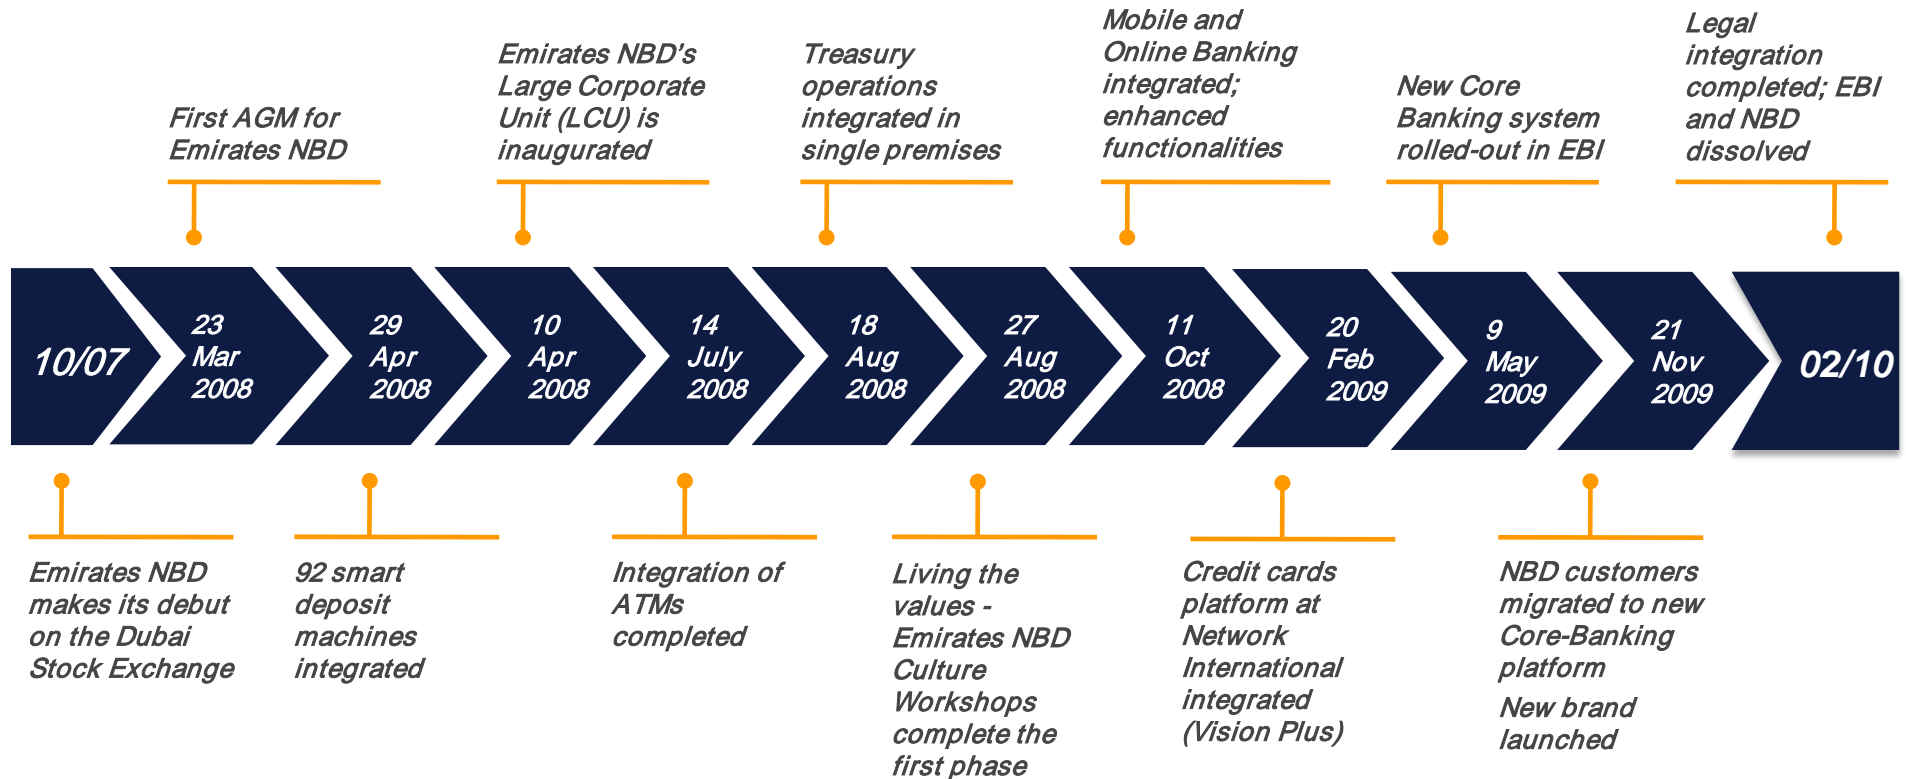 First AGM for
Emirates NBD
Emirates NBD's
Large Corporate
Unit (LCU) is
inaugurated
Treasury
operations
integrated in
single premises
Mobile and
Online Banking
integrated;
enhanced
functionalities
New Core
Banking system
rolled-out in EBI
Legal
integration
completed; EBI
and NBD
dissolved
10/07
23
Mar
2008
29
Apr
2008
10
Apr
2008
14
July
2008
18
Aug
2008
27
Aug
2008
11
Oct
2008
20
Feb
2009
9
May
2009
21
Nov
2009
02/10
Emirates NBD
makes its debut
on the Dubai
Stock Exchange
92 smart
deposit
machines
integrated
Integration of
ATMs
completed
Living the
values -
Emirates NBD
Culture
Workshops
complete the
first phase
Credit cards
platform at
Network
International
integrated
(Vision Plus)
NBD customers
migrated to new
Core-Banking
platform
New brand
launched